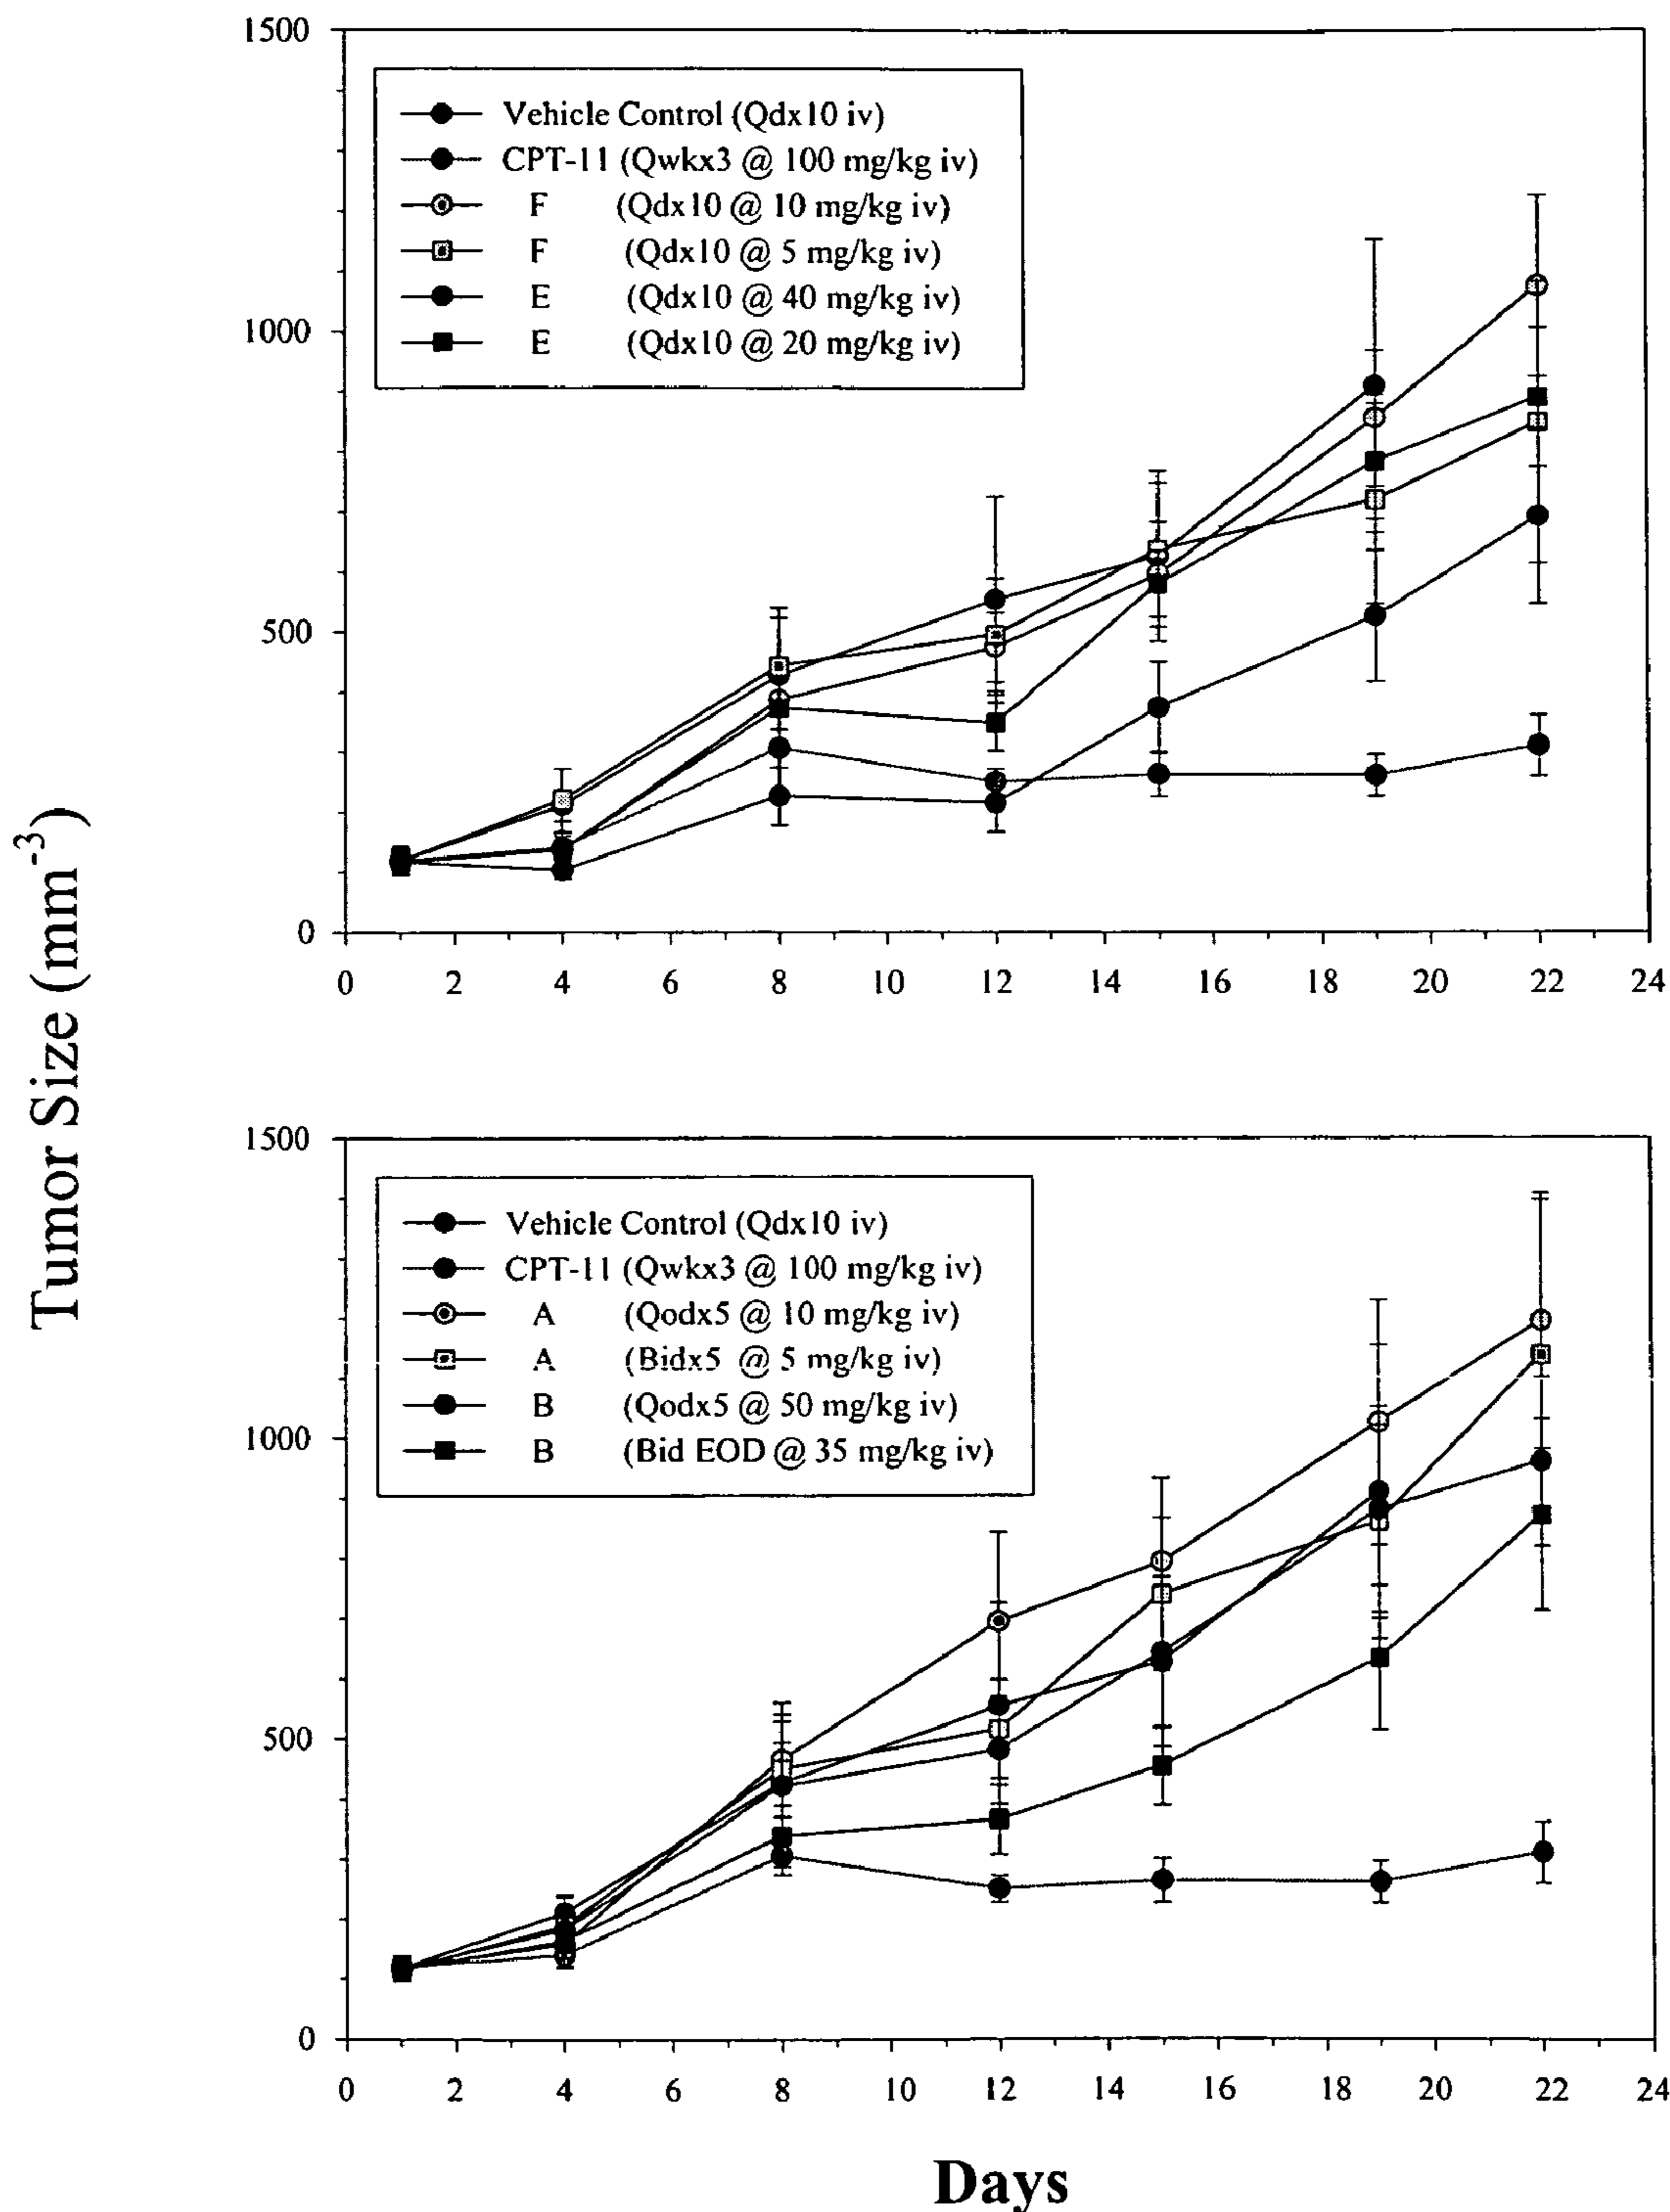 Tumor Size (mm-3)
1500
1000
500
0
Vehicle Control (Qdx10 iv)
CPT-11 (Qwkx3 @ 100 mg/kg iv)
F (Qdx10 @ 10 mg/kg iv)
F (Qdx10 @ 5 mg/kg iv)
E (Qdx10 @ 40 mg/kg iv)
E (Qdx10 @ 20 mg/kg iv)
0 2 4 6 8 10 12 14 16 18 20 22 24
1500
1000
500
0
Vehicle Control (Qdx10 iv)
CPT-11 (Qwkx3 @ 100 mg/kg iv)
A (Qodx5 @ 10 mg/kg iv)
A (Bidx5 @ 5 mg/kg iv)
B (Qodx5 @ 50 mg/kg iv)
B (Bid EOD @ 35 mg/kg iv)
0 2 4 6 8 10 12 14 16 18 20 22 24
Days